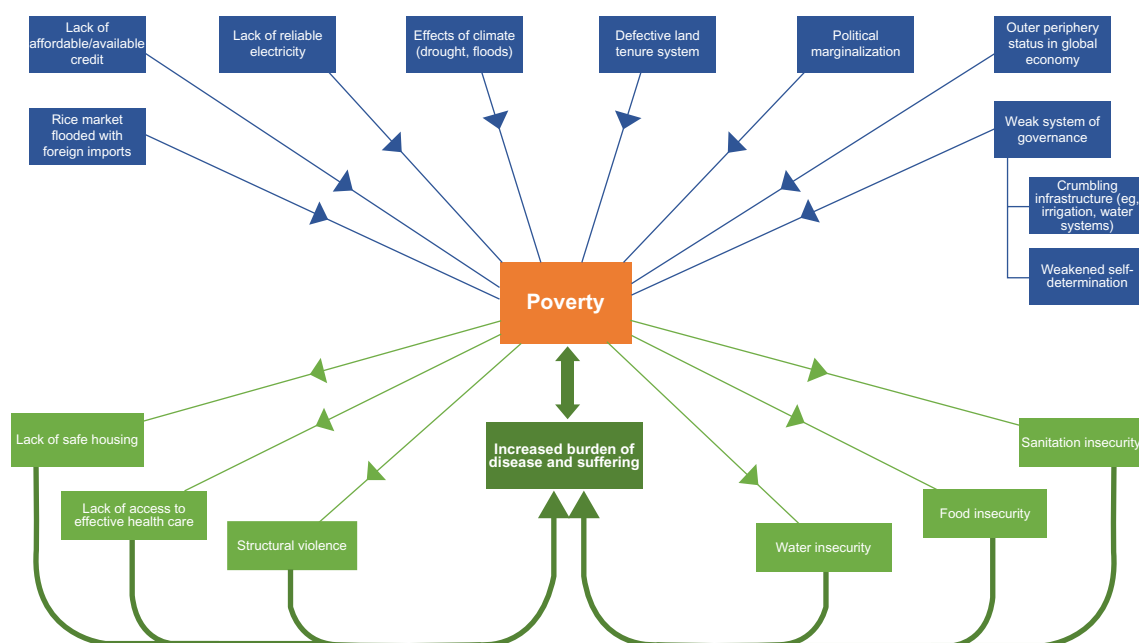 Lack of
affordable/available
credit
Lack of reliable
electricity
Effects of climate
(drought, floods)
Defective land
tenure system
Political
marginalization
Outer periphery
status in global
economy
Rice market
flooded with
foreign imports
Weak system of
governance
Crumbling
infrastructure (eg,
irrigation, water
systems)
Weakened self-
determination
Poverty
Lack of safe housing
Increased burden of
disease and suffering
Sanitation insecurity
Lack of access to
effective health care
Food insecurity
Structural violence
Water insecurity